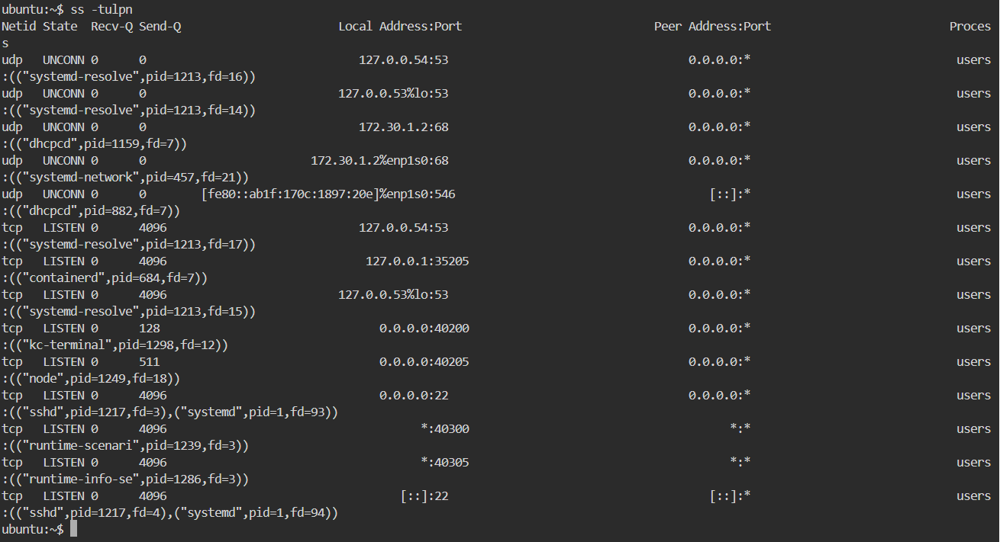 ubuntu:~$ ss -tulpn
Netid State  Recv-Q Send-Q                       Local Address:Port                            Peer Address:Port                          Proces
s
udp   UNCONN 0      0                               127.0.0.54:53                                   0.0.0.0:*                              users
:(("systemd-resolve",pid=1213,fd=16))
udp   UNCONN 0      0                            127.0.0.53%lo:53                                   0.0.0.0:*                              users
:(("systemd-resolve",pid=1213,fd=14))
udp   UNCONN 0      0                               172.30.1.2:68                                   0.0.0.0:*                              users
:(("dhcpcd",pid=1159,fd=7))
udp   UNCONN 0      0                        172.30.1.2%enp1s0:68                                   0.0.0.0:*                              users
:(("systemd-network",pid=457,fd=21))
udp   UNCONN 0      0        [fe80::ab1f:170c:1897:20e]%enp1s0:546                                     [::]:*                              users
:(("dhcpcd",pid=882,fd=7))
tcp   LISTEN 0      4096                            127.0.0.54:53                                   0.0.0.0:*                              users
:(("systemd-resolve",pid=1213,fd=17))
tcp   LISTEN 0      4096                             127.0.0.1:35205                                0.0.0.0:*                              users
:(("containerd",pid=684,fd=7))
tcp   LISTEN 0      4096                         127.0.0.53%lo:53                                   0.0.0.0:*                              users
:(("systemd-resolve",pid=1213,fd=15))
tcp   LISTEN 0      128                                0.0.0.0:40200                                0.0.0.0:*                              users
:(("kc-terminal",pid=1298,fd=12))
tcp   LISTEN 0      511                                0.0.0.0:40205                                0.0.0.0:*                              users
:(("node",pid=1249,fd=18))
tcp   LISTEN 0      4096                               0.0.0.0:22                                   0.0.0.0:*                              users
:(("sshd",pid=1217,fd=3),("systemd",pid=1,fd=93))
tcp   LISTEN 0      4096                                     *:40300                                      *:*                              users
:(("runtime-scenari",pid=1239,fd=3))
tcp   LISTEN 0      4096                                     *:40305                                      *:*                              users
:(("runtime-info-se",pid=1286,fd=3))
tcp   LISTEN 0      4096                                  [::]:22                                      [::]:*                              users
:(("sshd",pid=1217,fd=4),("systemd",pid=1,fd=94))
ubuntu:~$